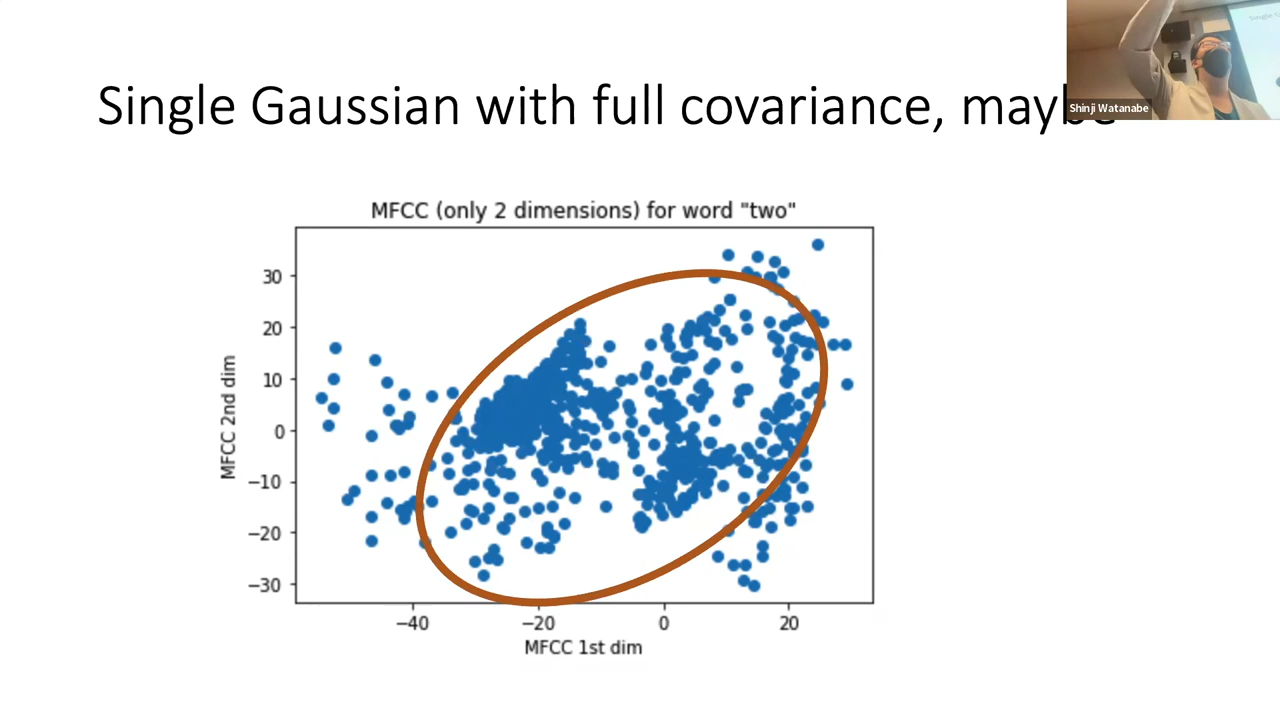 Single Gaussian with full covariance, maybe
Shinji Watanabe
MFCC (only 2 dimensions) for word "two"
MFCC 2nd dim
30
20
10
0
−10
−20
−30
−40
−20
0
20
MFCC 1st dim